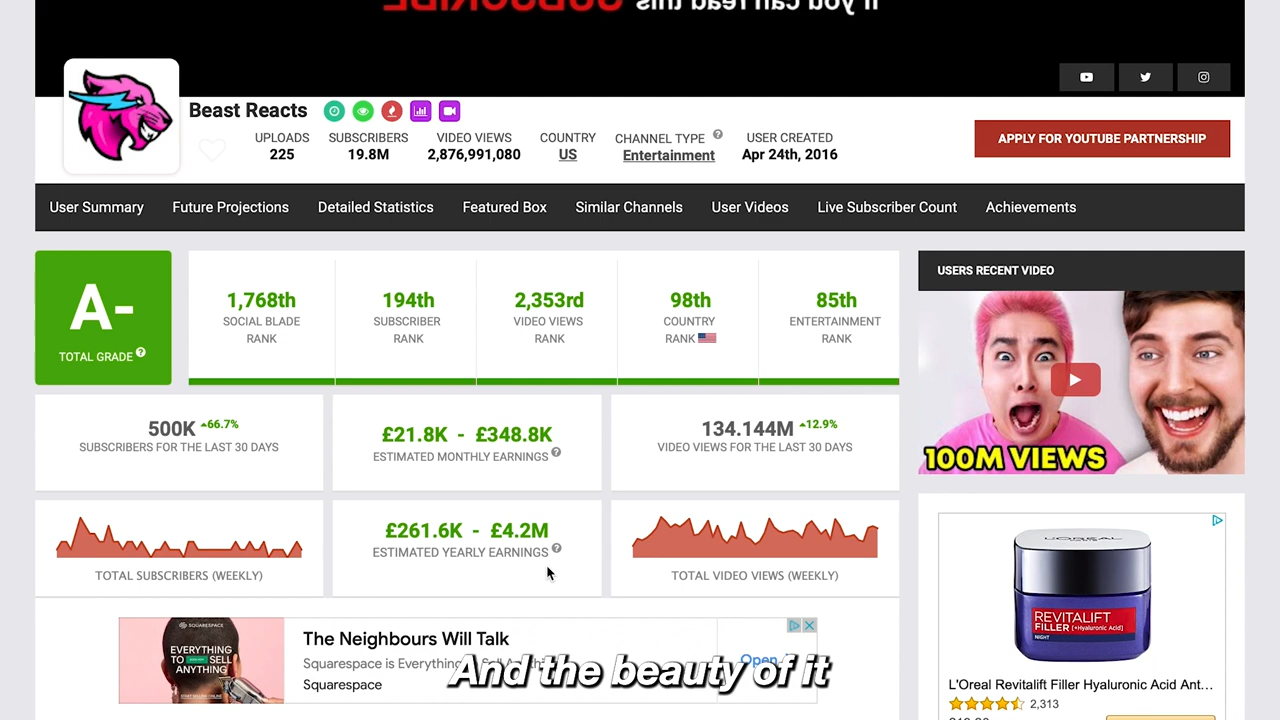 SUBSCRIBE if you can read this
Beast Reacts
UPLOADS
225
SUBSCRIBERS
19.8M
VIDEO VIEWS
2,876,991,080
COUNTRY
US
CHANNEL TYPE
Entertainment
USER CREATED
Apr 24th, 2016
APPLY FOR YOUTUBE PARTNERSHIP
User Summary
Future Projections
Detailed Statistics
Featured Box
Similar Channels
User Videos
Live Subscriber Count
Achievements
A-
TOTAL GRADE
1,768th
SOCIAL BLADE
RANK
194th
SUBSCRIBER
RANK
2,353rd
VIDEO VIEWS
RANK
98th
COUNTRY
RANK
85th
ENTERTAINMENT
RANK
USERS RECENT VIDEO
100M VIEWS
500K 66.7%
SUBSCRIBERS FOR THE LAST 30 DAYS
£21.8K - £348.8K
ESTIMATED MONTHLY EARNINGS
134.144M 12.9%
VIDEO VIEWS FOR THE LAST 30 DAYS
TOTAL SUBSCRIBERS (WEEKLY)
£261.6K - £4.2M
ESTIMATED YEARLY EARNINGS
TOTAL VIDEO VIEWS (WEEKLY)
SQUARESPACE
EVERYTHING
TO SELL
ANYTHING
The Neighbours Will Talk
Squarespace is Everything
Squarespace
Open
And the beauty of it
L'ORÉAL
REVITALIFT
FILLER [+Hyaluronic Acid]
NIGHT
L'Oreal Revitalift Filler Hyaluronic Acid Ant...
2,313